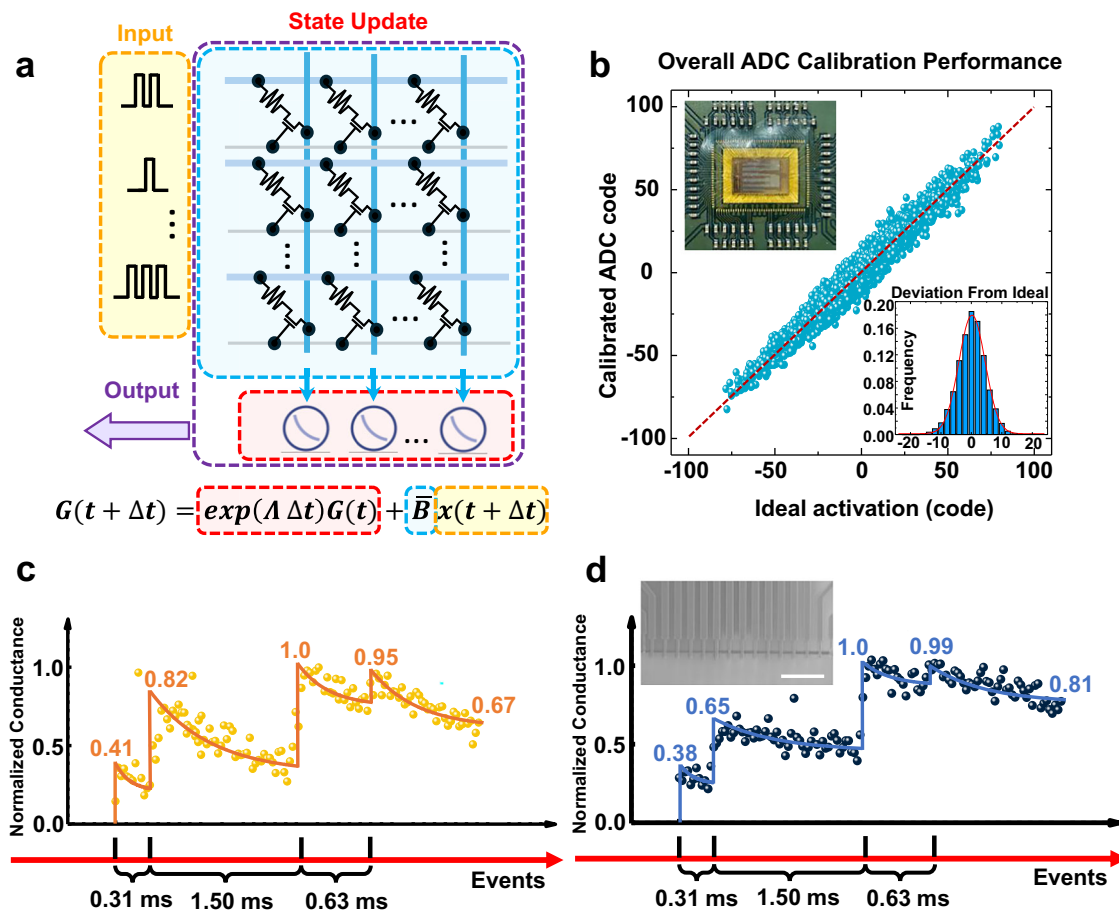 a
Input
State Update
...
...
...
...
Output
...
G(t + Δt) = exp(Λ Δt)G(t) + B̅ x(t + Δt)
b
Overall ADC Calibration Performance
Calibrated ADC code
100
50
0
-50
-100
-100 -50 0 50 100
Ideal activation (code)
Deviation From Ideal
Frequency
0.20
0.16
0.12
0.08
0.04
0.00
-20 -10 0 10 20
c
Normalized Conductance
1.0
0.5
0.0
0.41
0.82
1.0
0.95
0.67
Events
0.31 ms
1.50 ms
0.63 ms
d
Normalized Conductance
1.0
0.5
0.0
0.38
0.65
1.0
0.99
0.81
Events
0.31 ms
1.50 ms
0.63 ms